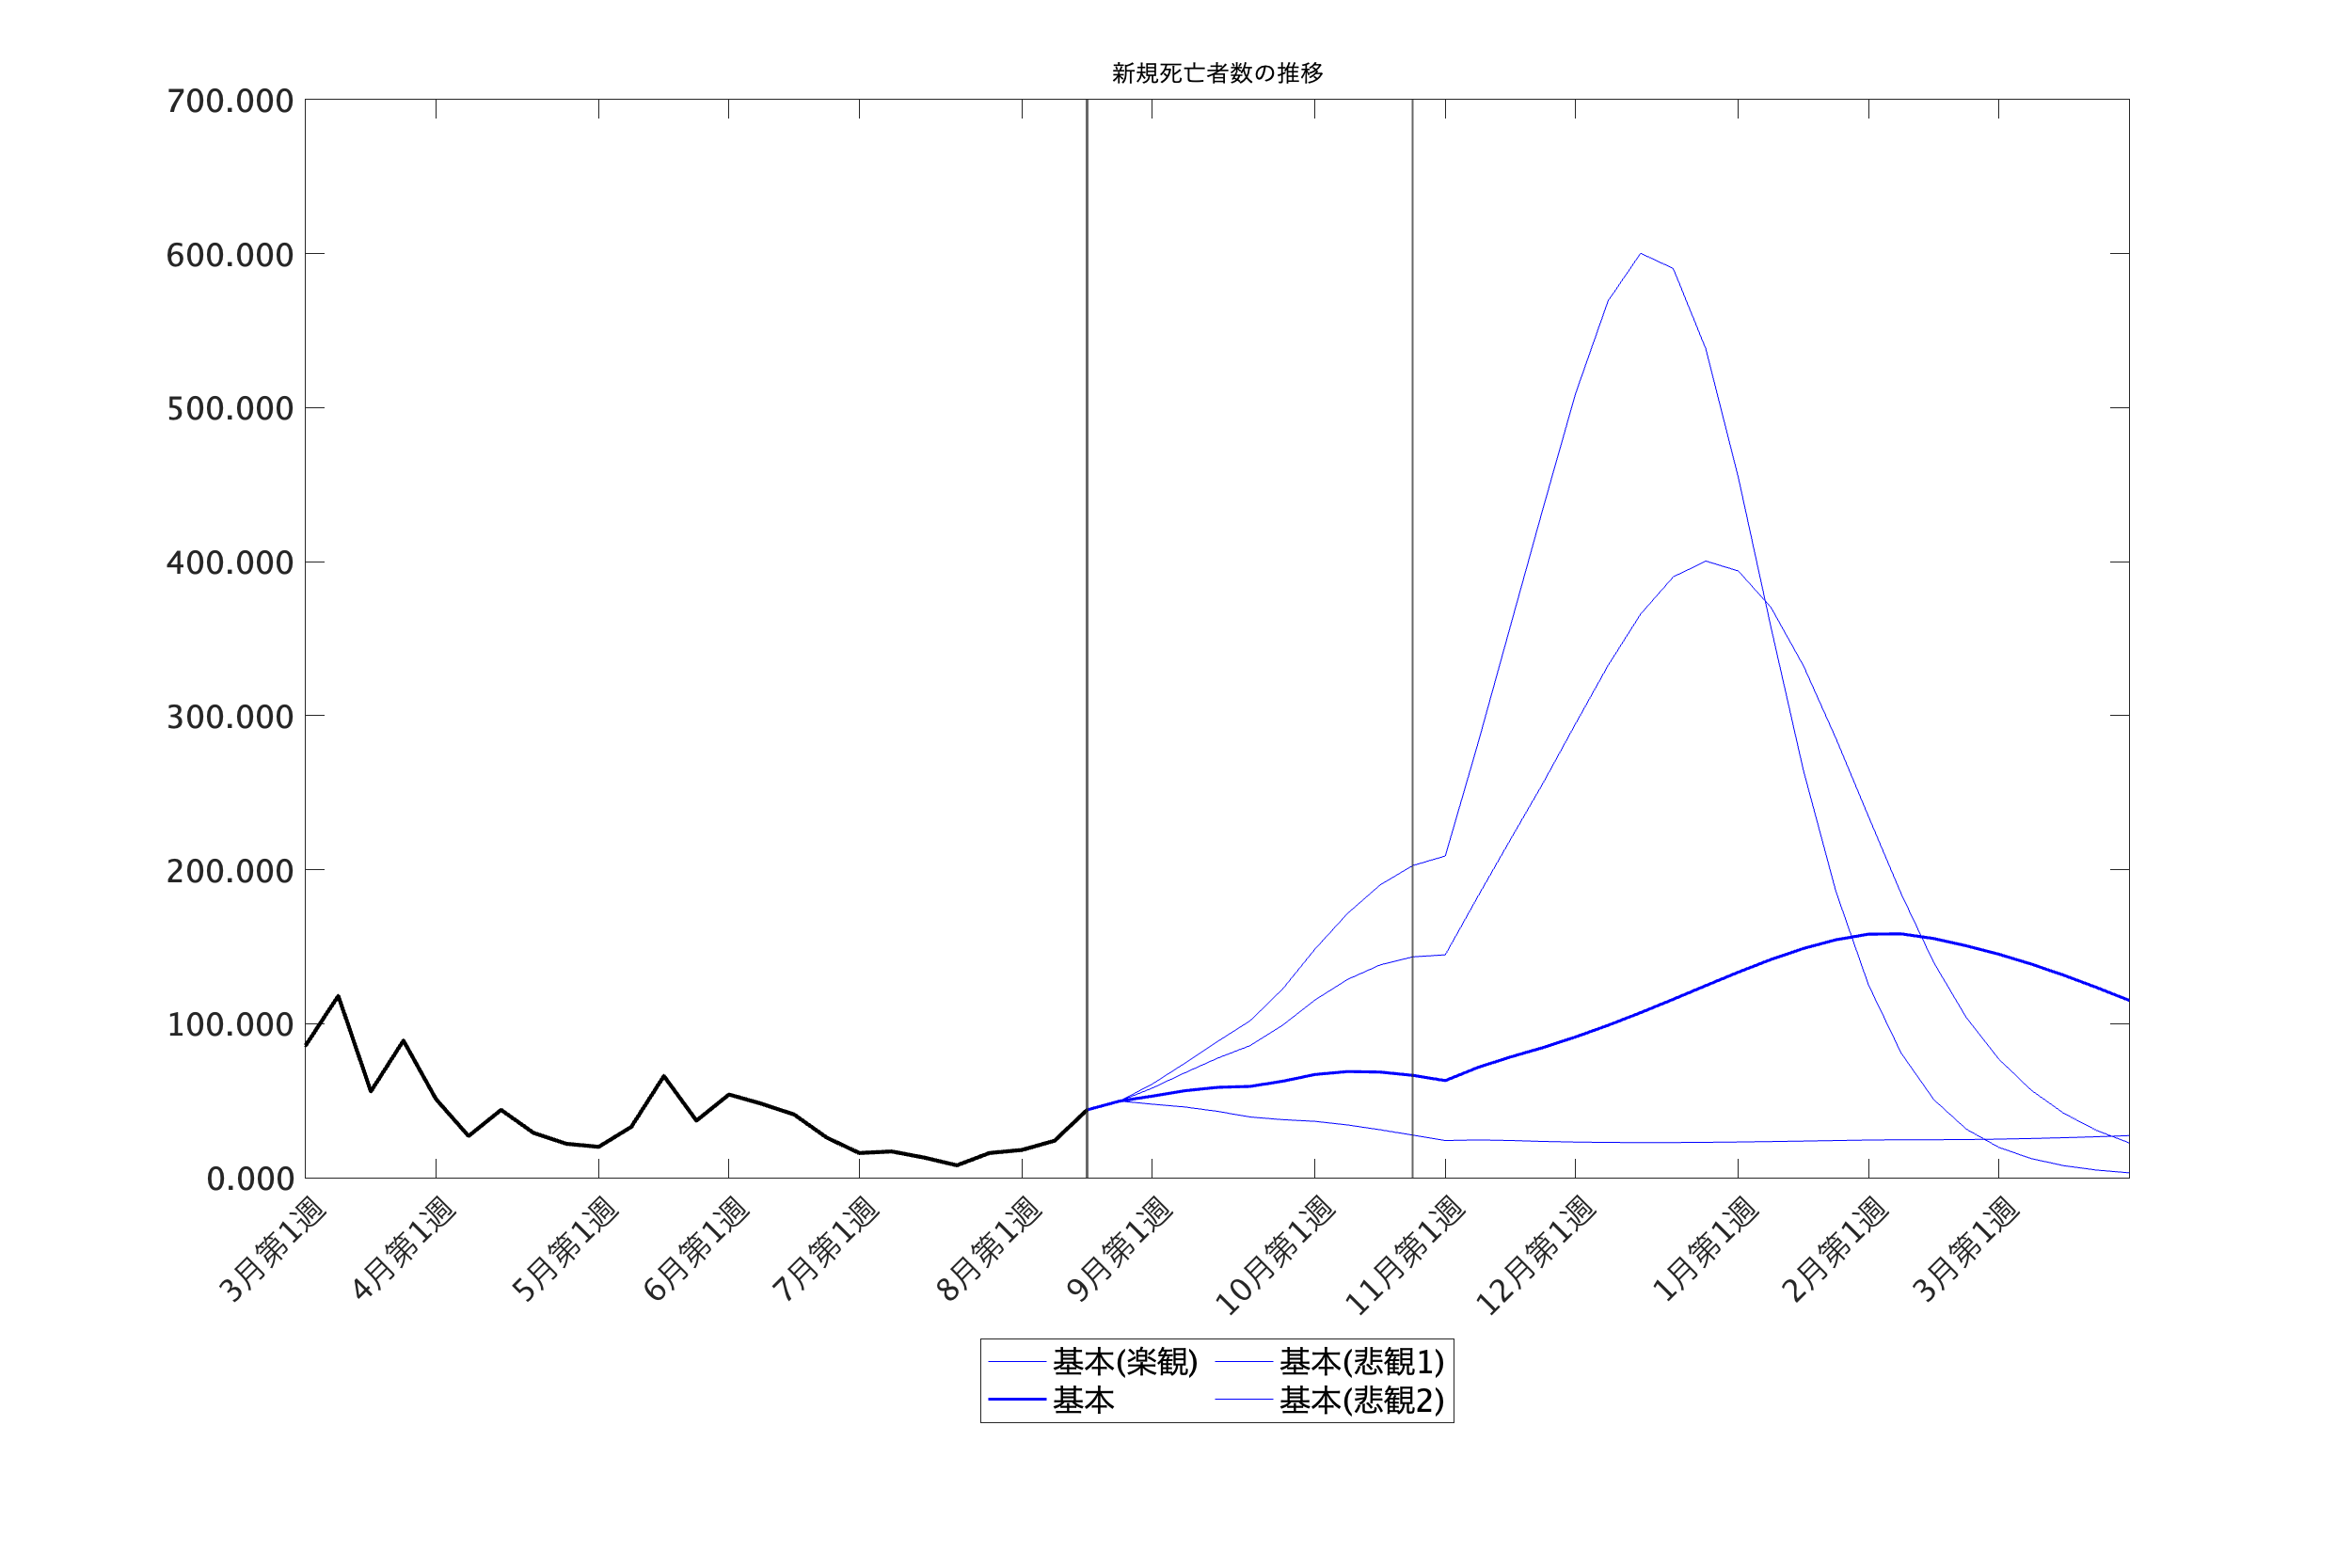 新規死亡者数の推移
700.000
600.000
500.000
400.000
300.000
200.000
100.000
0.000
3月第1週
4月第1週
5月第1週
6月第1週
7月第1週
8月第1週
9月第1週
10月第1週
11月第1週
12月第1週
1月第1週
2月第1週
3月第1週
基本(楽観) 基本(悲観1)
基本 基本(悲観2)